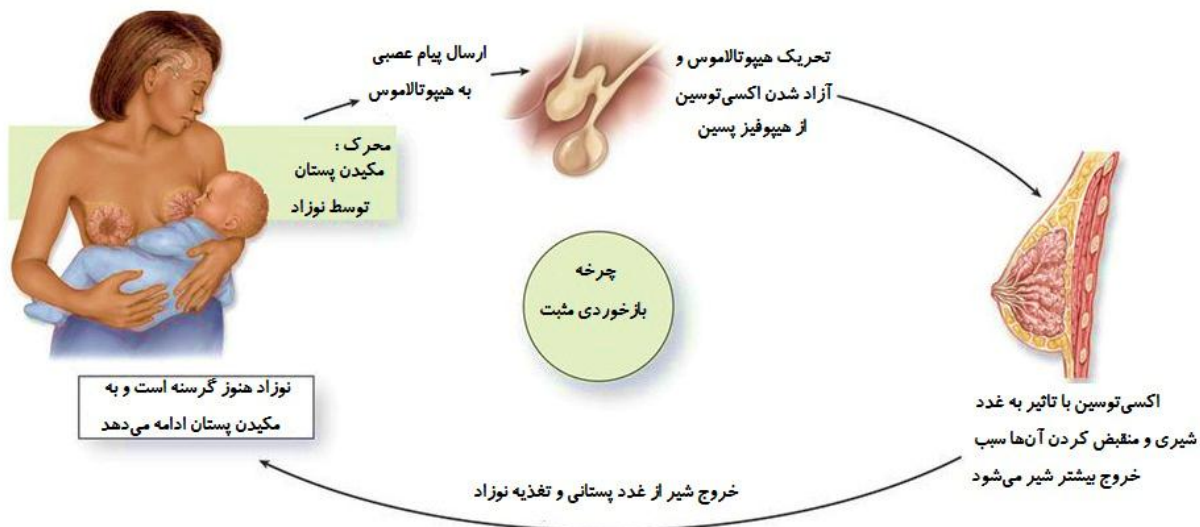 ارسال پیام عصبی
به هیپوتالاموس
تحریک هیپوتالاموس و
آزاد شدن اکسی‌توسین
از هیپوفیز پسین
محرک :
مکیدن پستان
توسط نوزاد
چرخه
بازخوردی مثبت
اکسی‌توسین با تاثیر به غدد
شیری و منقبض کردن آن‌ها سبب
خروج بیشتر شیر می‌شود
خروج شیر از غدد پستانی و تغذیه نوزاد
نوزاد هنوز گرسنه است و به
مکیدن پستان ادامه می‌دهد